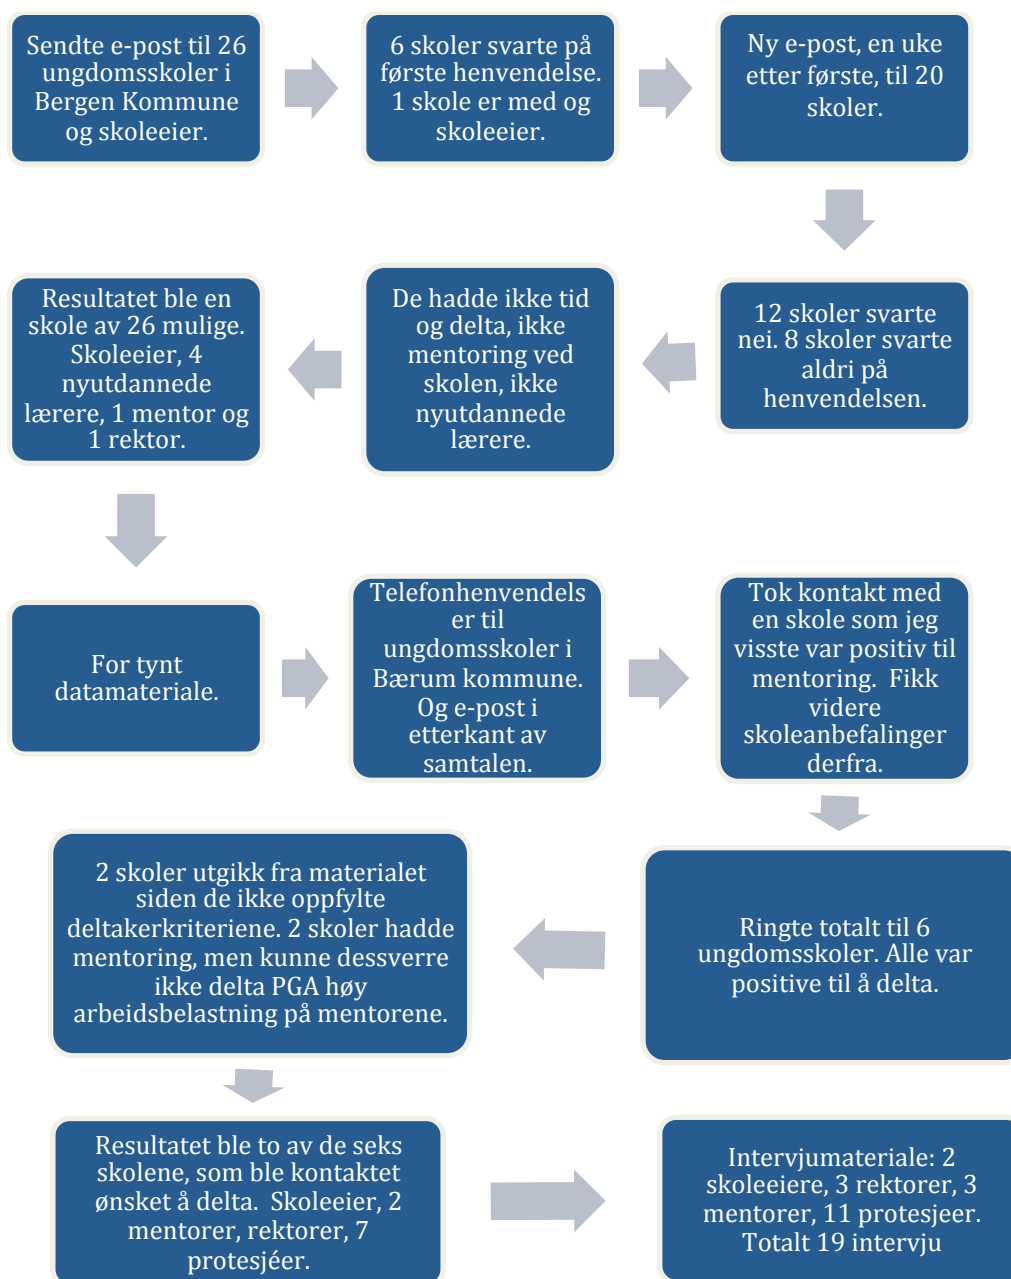 Sendte e-post til 26
ungdomsskoler i
Bergen Kommune
og skoleeier.
6 skoler svarte på
første henvendelse.
1 skole er med og
skoleeier.
Ny e-post, en uke
etter første, til 20
skoler.
12 skoler svarte
nei. 8 skoler svarte
aldri på
henvendelsen.
De hadde ikke tid
og delta, ikke
mentoring ved
skolen, ikke
nyutdannede
lærere.
Resultatet ble en
skole av 26 mulige.
Skoleeier, 4
nyutdannede
lærere, 1 mentor og
1 rektor.
For tynt
datamateriale.
Telefonhenvendels
er til
ungdomsskoler i
Bærum kommune.
Og e-post i
etterkant av
samtalen.
Tok kontakt med
en skole som jeg
visste var positiv til
mentoring. Fikk
videre
skoleanbefalinger
derfra.
Ringte totalt til 6
ungdomsskoler. Alle var
positive til å delta.
2 skoler utgikk fra materialet
siden de ikke oppfylte
deltakerkriteriene. 2 skoler hadde
mentoring, men kunne dessverre
ikke delta PGA høy
arbeidsbelastning på mentorene.
Resultatet ble to av de seks
skolene, som ble kontaktet
ønsket å delta. Skoleeier, 2
mentorer, rektorer, 7
protesjéer.
Intervjumateriale: 2
skoleeiere, 3 rektorer, 3
mentorer, 11 protesjeer.
Totalt 19 intervju